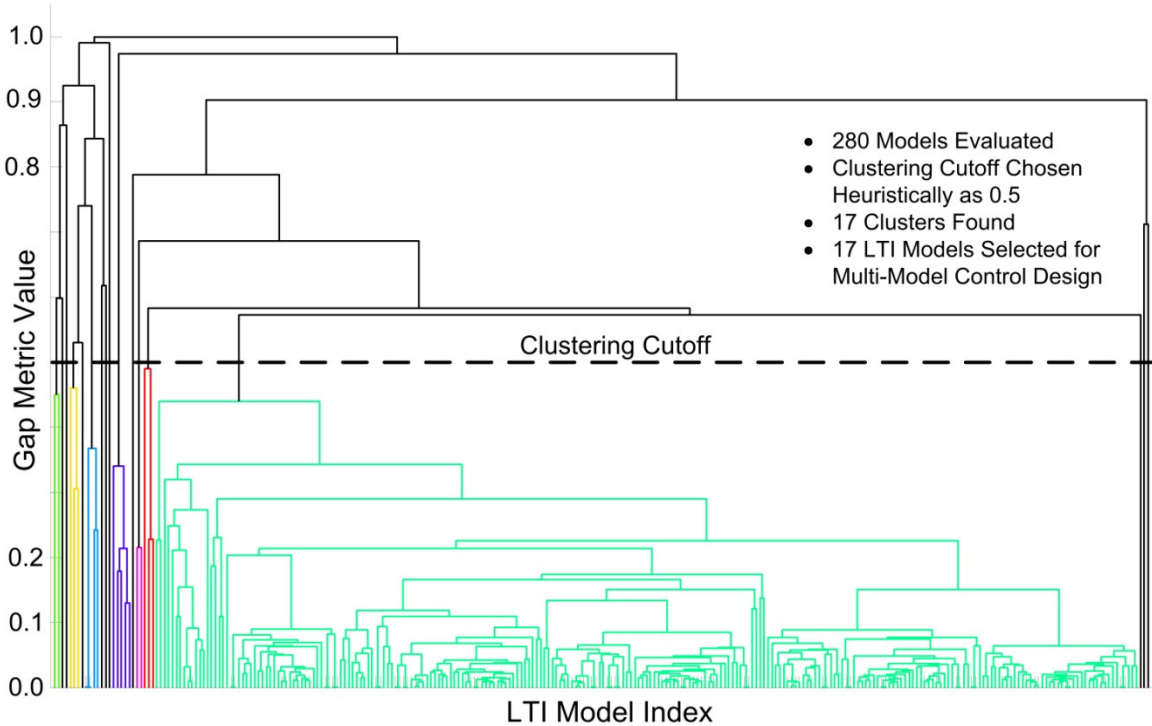 1.0
0.9
0.8
0.2
0.1
0.0
Gap Metric Value
• 280 Models Evaluated
• Clustering Cutoff Chosen
Heuristically as 0.5
• 17 Clusters Found
• 17 LTI Models Selected for
Multi-Model Control Design
Clustering Cutoff
LTI Model Index